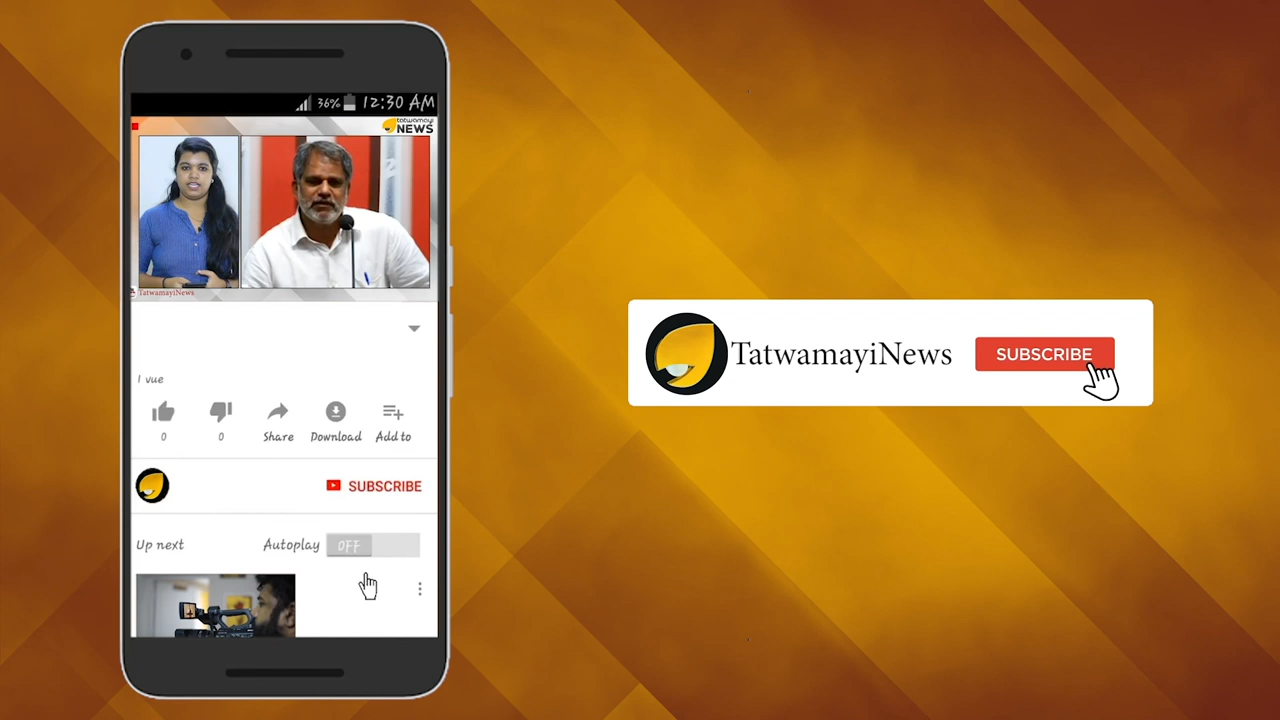 36% 12:30 AM
tatwamayi
NEWS
TatwamayiNews
1 vue
0 0 Share Download Add to
SUBSCRIBE
Up next Autoplay OFF
TatwamayiNews SUBSCRIBE